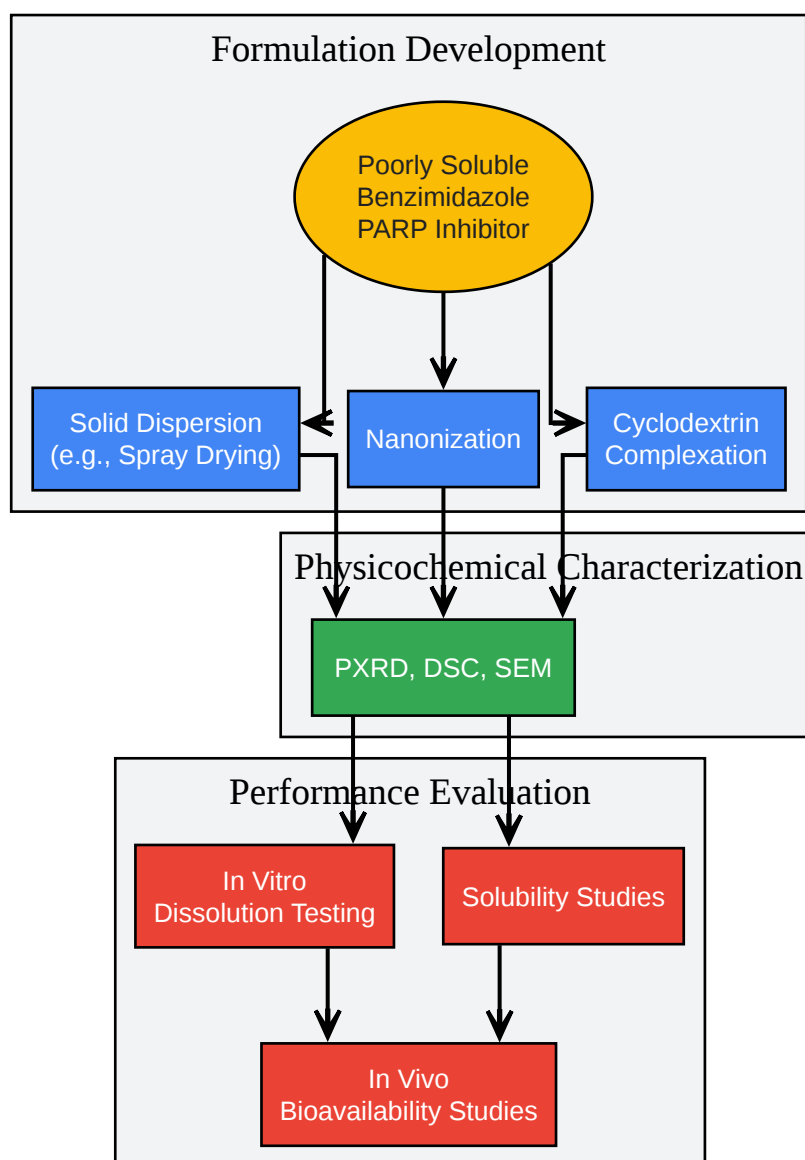 Formulation Development
Poorly Soluble
Benzimidazole
PARP Inhibitor
Solid Dispersion
(e.g., Spray Drying)
Nanonization
Cyclodextrin
Complexation
Physicochemical Characterization
PXRD, DSC, SEM
Performance Evaluation
In Vitro
Dissolution Testing
Solubility Studies
In Vivo
Bioavailability Studies